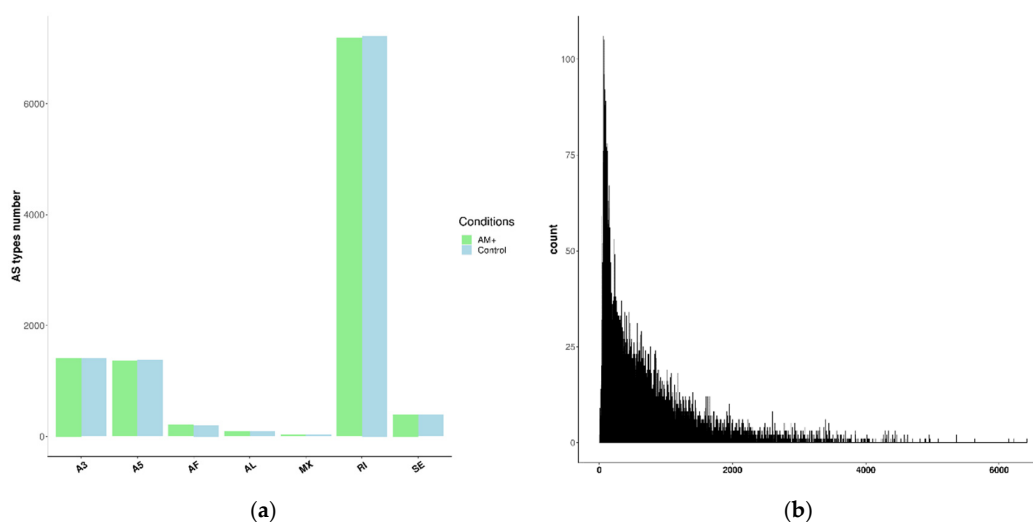 AS types number
6000
4000
2000
0
A3 A5 AF AL MX RI SE
Conditions
AM+
Control
(a)
count
100
75
50
25
0
0 2000 4000 6000
(b)